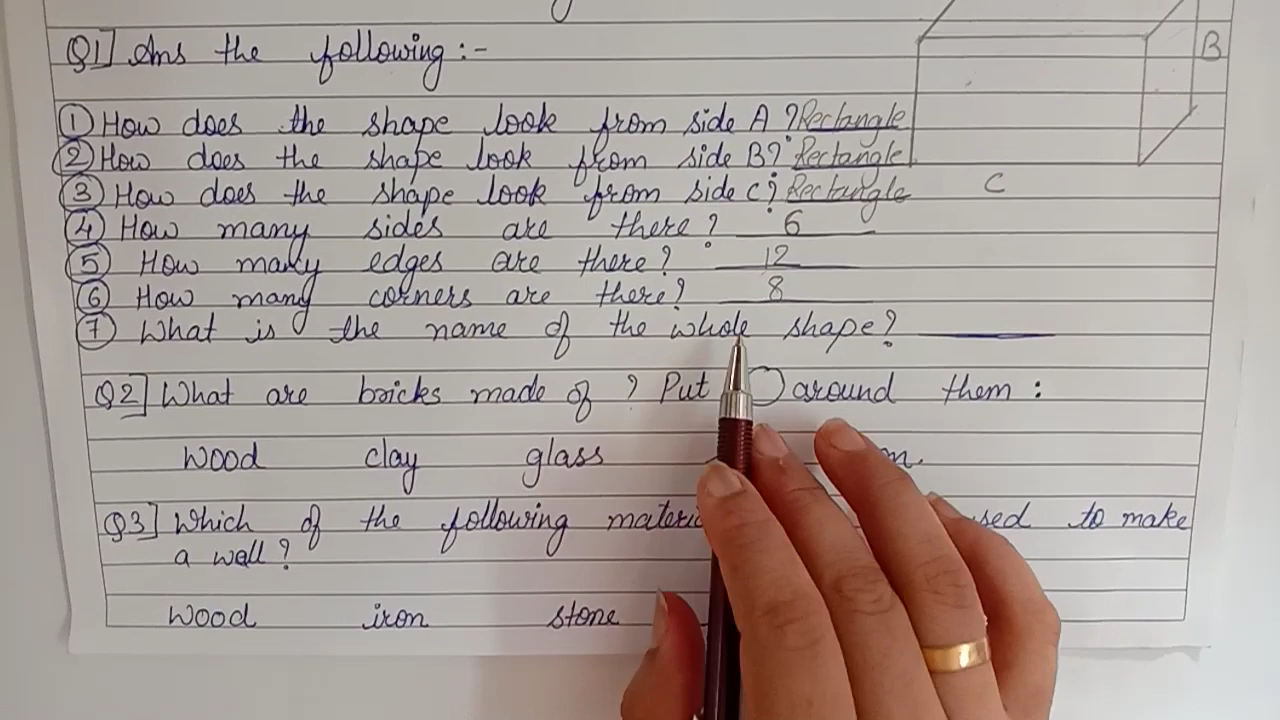 B
Q1] Ans the following :-
① How does the shape look from side A ? Rectangle
② How does the shape look from side B? Rectangle
③ How does the shape look from side C? Rectangle
C
④ How many sides are there? 6
⑤ How many edges are there? 12
⑥ How many corners are there? 8
⑦ What is the name of the whole shape?
Q2] What are bricks made of ? Put ◯ around them :
wood clay glass
Q3] Which of the following to make
a wall?
wood iron stone